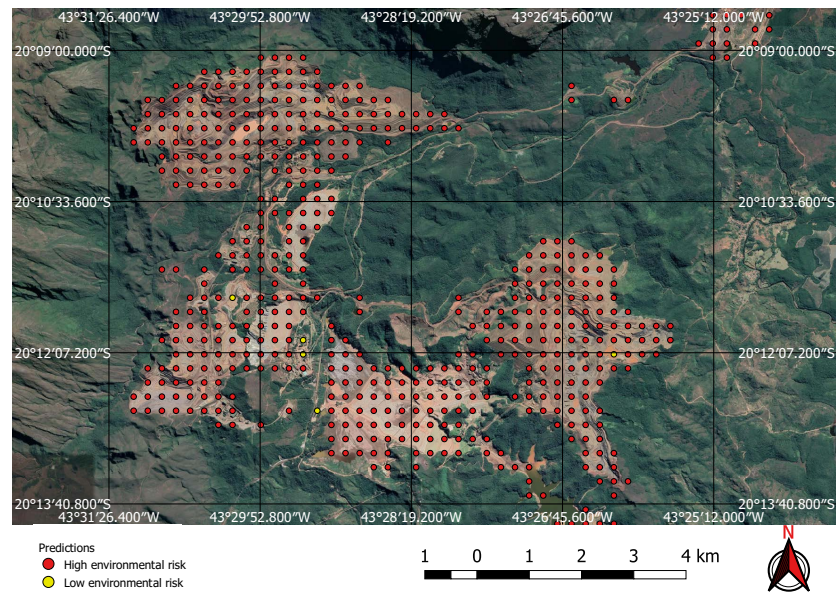 43°31′26.400″W 43°29′52.800″W 43°28′19.200″W 43°26′45.600″W 43°25′12.000″W
20°09′00.000″S 20°09′00.000″S
20°10′33.600″S 20°10′33.600″S
20°12′07.200″S 20°12′07.200″S
20°13′40.800″S 20°13′40.800″S
43°31′26.400″W 43°29′52.800″W 43°28′19.200″W 43°26′45.600″W 43°25′12.000″W
Predictions
High environmental risk
Low environmental risk
1 0 1 2 3 4 km
N